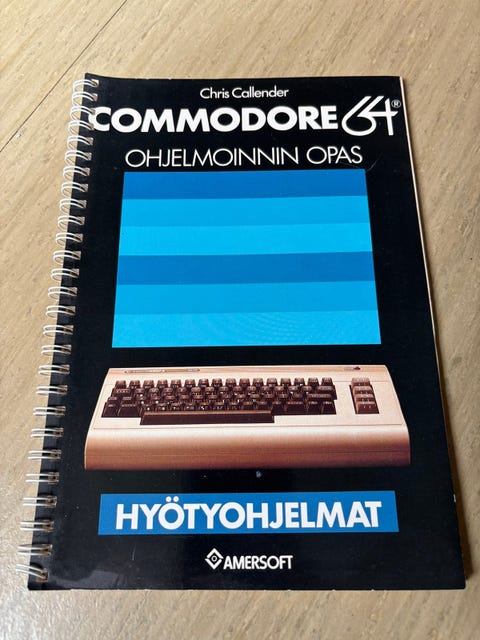 Chris Callender
COMMODORE 64®
OHJELMOINNIN OPAS
HYÖTYOHJELMAT
AMERSOFT